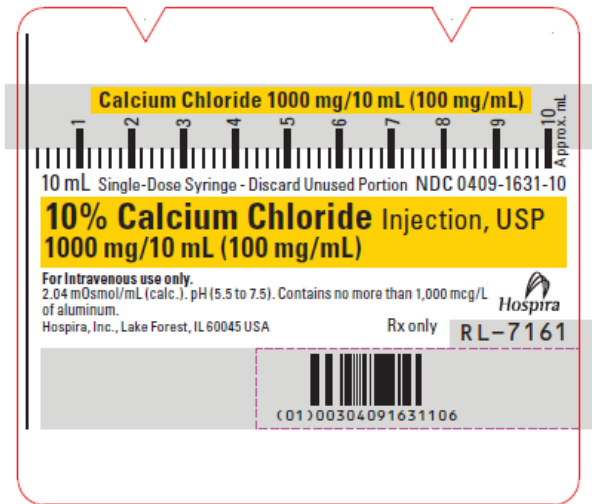 Calcium Chloride 1000 mg/10 mL (100 mg/mL)
1 2 3 4 5 6 7 8 9 10
Approx. mL
10 mL Single-Dose Syringe - Discard Unused Portion NDC 0409-1631-10
10% Calcium Chloride Injection, USP
1000 mg/10 mL (100 mg/mL)
For Intravenous use only.
2.04 mOsmol/mL (calc.). pH (5.5 to 7.5). Contains no more than 1,000 mcg/L
of aluminum.
Hospira, Inc., Lake Forest, IL 60045 USA
Rx only
Hospira
RL-7161
(01)00304091631106